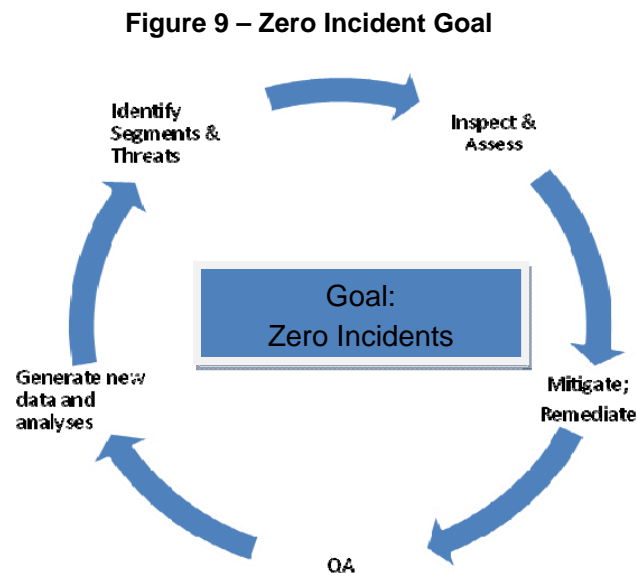 Figure 9 – Zero Incident Goal
Identify
Segments &
Threats
Inspect &
Assess
Goal:
Zero Incidents
Mitigate;
Remediate
QA
Generate new
data and
analyses